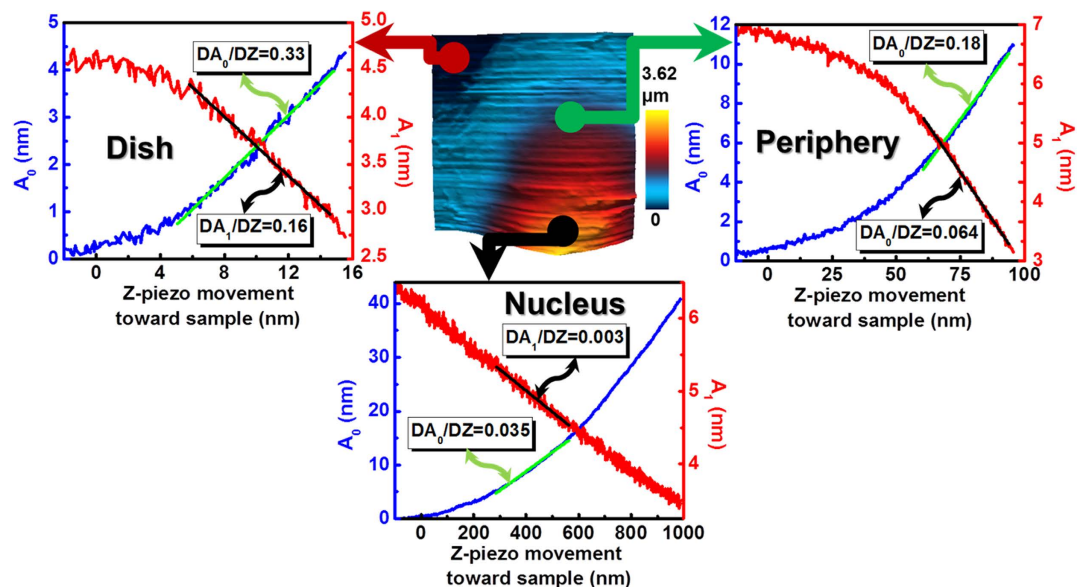 5
4
3
2
1
0
A₀ (nm)
DA₀/DZ=0.33
Dish
DA₁/DZ=0.16
5.0
4.5
4.0
3.5
3.0
2.5
A₁ (nm)
0
4
8
12
16
Z-piezo movement
toward sample (nm)
3.62
µm
0
12
10
8
6
4
2
0
A₀ (nm)
DA₀/DZ=0.18
Periphery
DA₀/DZ=0.064
7
6
5
4
3
1
A₁ (nm)
0
25
50
75
100
Z-piezo movement
toward sample (nm)
40
30
20
10
0
A₀ (nm)
Nucleus
DA₁/DZ=0.003
DA₀/DZ=0.035
6
5
4
A₁ (nm)
0
200
400
600
800
1000
Z-piezo movement
toward sample (nm)